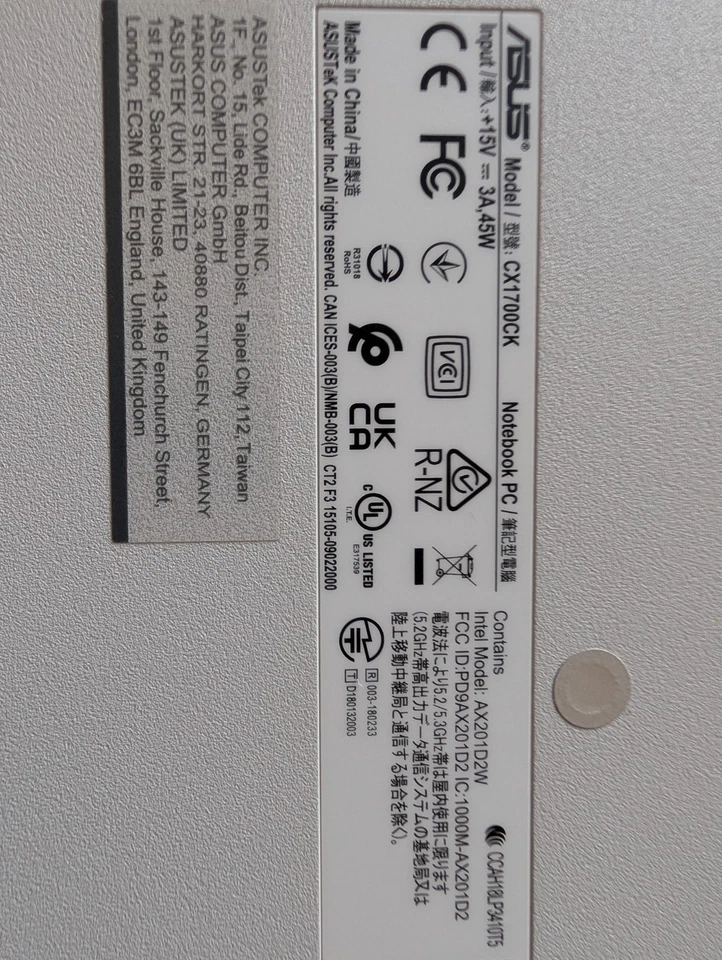 ASUS® Model / 型號: CX1700CK Notebook PC / 筆記型電腦
Input / 輸入: +15V ⎓ 3A, 45W
CE FC VCI R-NZ
R31018
RoHS
UK
CA
c UL US LISTED
I.T.E. E317539
Made in China/中國製造
ASUSTeK Computer Inc.All rights reserved. CAN ICES-003(B)/NMB-003(B) CT2 F3 15105-09022000
Contains
Intel Model: AX201D2W
CCAH18LP3410T5
FCC ID:PD9AX201D2 IC:1000M-AX201D2
電波法により5.2/5.3GHz帯は屋内使用に限ります
(5.2GHz帯高出力データ通信システムの基地局又は
陸上移動中継局と通信する場合を除く)。
R 003-180233
T D180132003
ASUSTek COMPUTER INC.
1F., No. 15, Lide Rd., Beitou Dist., Taipei City 112, Taiwan
ASUS COMPUTER GmbH
HARKORT STR. 21-23, 40880 RATINGEN, GERMANY
ASUSTEK (UK) LIMITED
1st Floor, Sackville House, 143-149 Fenchurch Street,
London, EC3M 6BL England, United Kingdom